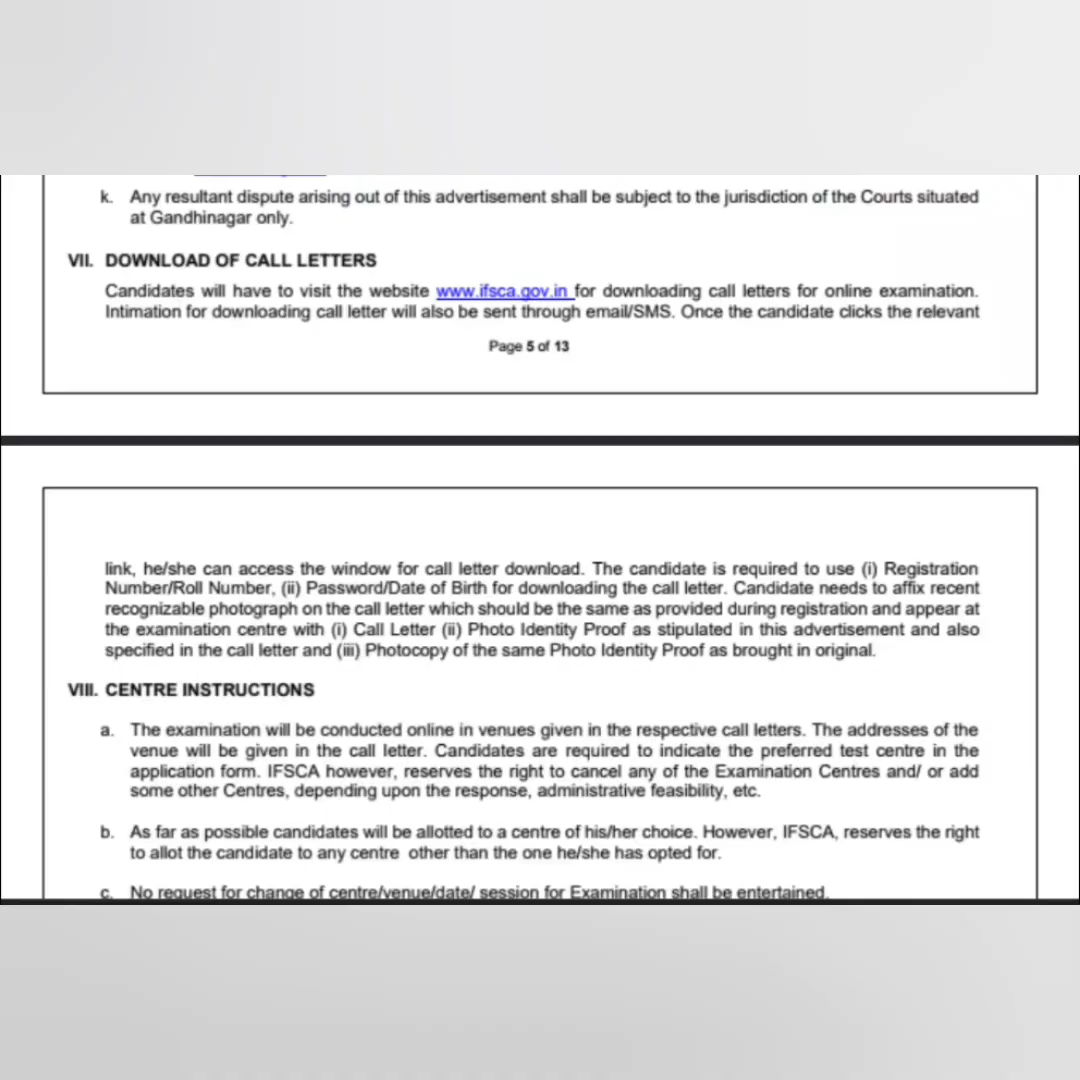 k. Any resultant dispute arising out of this advertisement shall be subject to the jurisdiction of the Courts situated
at Gandhinagar only.
VII. DOWNLOAD OF CALL LETTERS
Candidates will have to visit the website www.ifsca.gov.in for downloading call letters for online examination.
Intimation for downloading call letter will also be sent through email/SMS. Once the candidate clicks the relevant
Page 5 of 13
link, he/she can access the window for call letter download. The candidate is required to use (i) Registration
Number/Roll Number, (ii) Password/Date of Birth for downloading the call letter. Candidate needs to affix recent
recognizable photograph on the call letter which should be the same as provided during registration and appear at
the examination centre with (i) Call Letter (ii) Photo Identity Proof as stipulated in this advertisement and also
specified in the call letter and (iii) Photocopy of the same Photo Identity Proof as brought in original.
VIII. CENTRE INSTRUCTIONS
a. The examination will be conducted online in venues given in the respective call letters. The addresses of the
venue will be given in the call letter. Candidates are required to indicate the preferred test centre in the
application form. IFSCA however, reserves the right to cancel any of the Examination Centres and/ or add
some other Centres, depending upon the response, administrative feasibility, etc.
b. As far as possible candidates will be allotted to a centre of his/her choice. However, IFSCA, reserves the right
to allot the candidate to any centre other than the one he/she has opted for.
c. No request for change of centre/venue/date/ session for Examination shall be entertained.